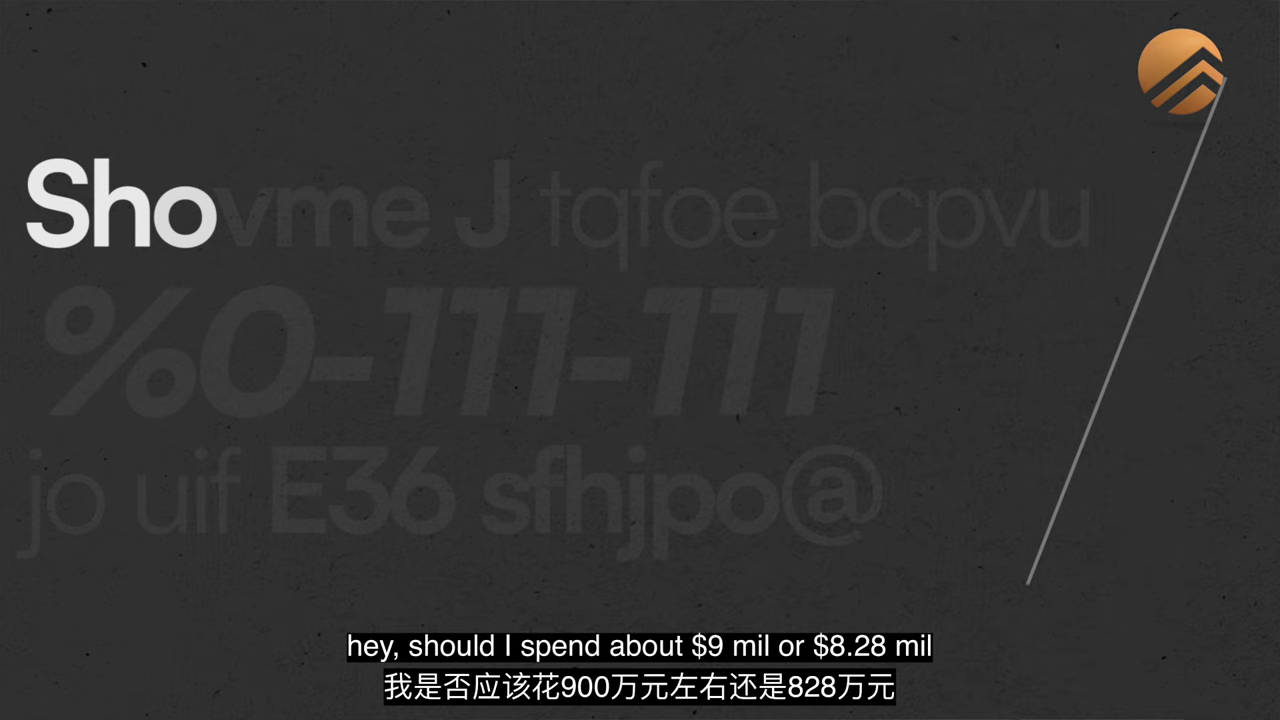 Shovme J tqfoe bcpvu
%0-111-111
jo uif E36 sfhjpo@
hey, should I spend about $9 mil or $8.28 mil
我是否应该花900万元左右还是828万元